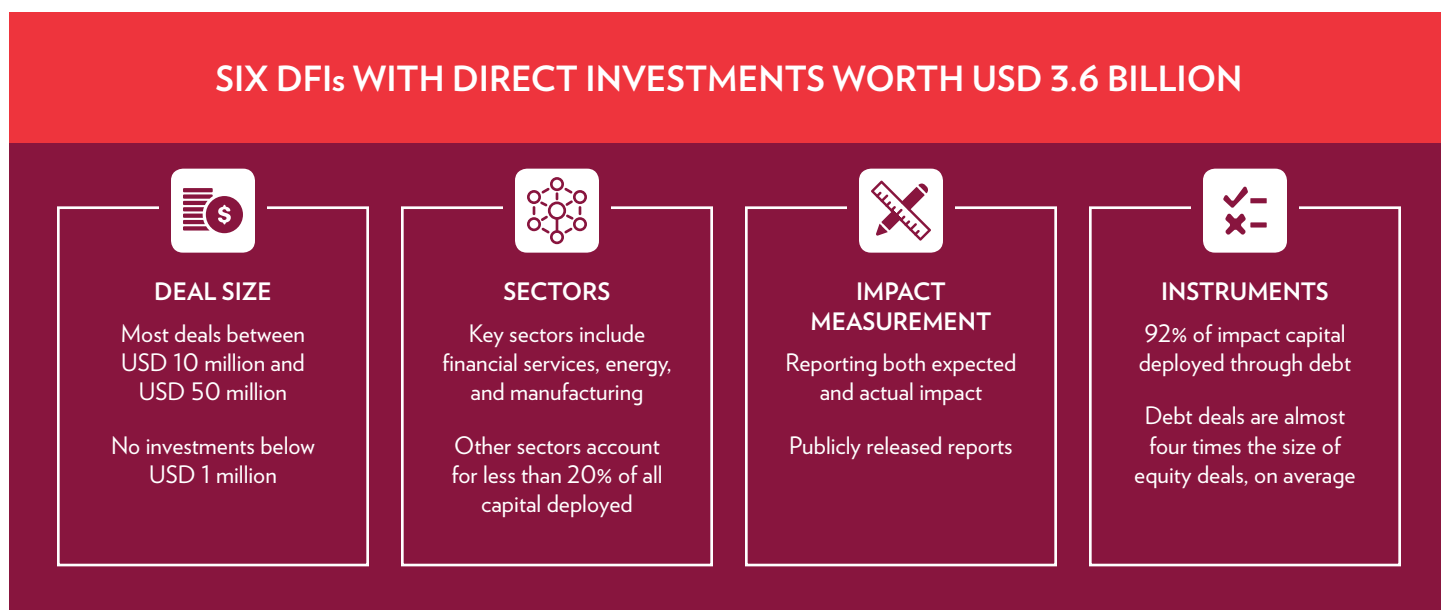 SIX DFIs WITH DIRECT INVESTMENTS WORTH USD 3.6 BILLION
$
DEAL SIZE
Most deals between
USD 10 million and
USD 50 million
No investments below
USD 1 million
SECTORS
Key sectors include
financial services, energy,
and manufacturing
Other sectors account
for less than 20% of all
capital deployed
IMPACT
MEASUREMENT
Reporting both expected
and actual impact
Publicly released reports
INSTRUMENTS
92% of impact capital
deployed through debt
Debt deals are almost
four times the size of
equity deals, on average